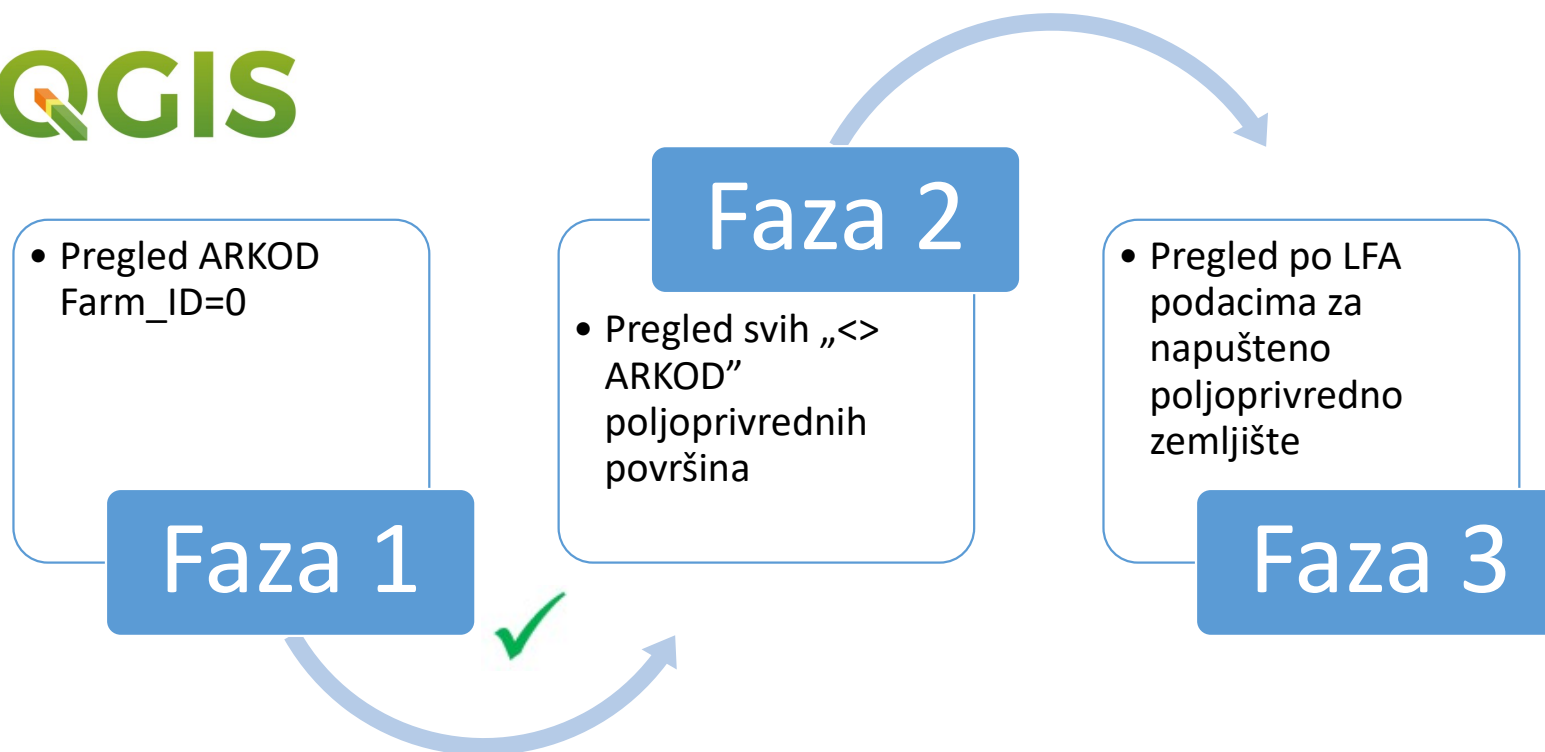 QGIS
• Pregled ARKOD
Farm_ID=0
Faza 1
Faza 2
• Pregled svih „<>
ARKOD”
poljoprivrednih
površina
• Pregled po LFA
podacima za
napušteno
poljoprivredno
zemljište
Faza 3